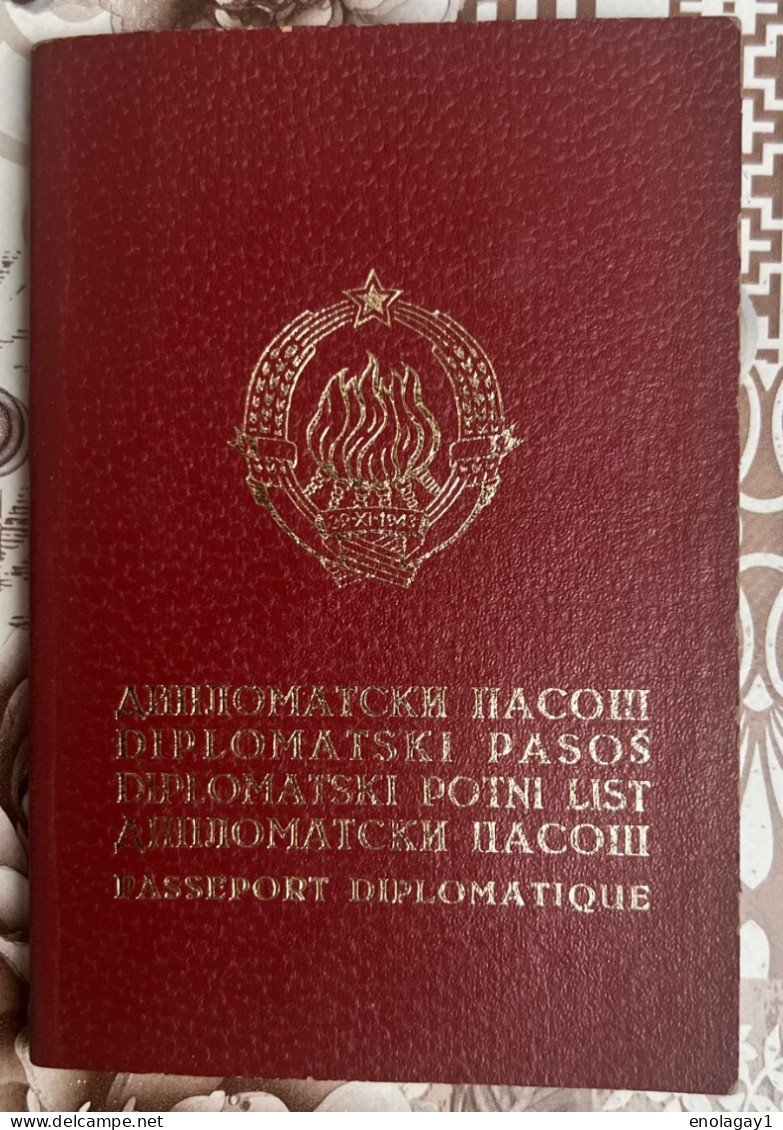 29·XI·1943
ДИПЛОМАТСКИ ПАСОШ
DIPLOMATSKI PASOŠ
DIPLOMATSKI POTNI LIST
ДИПЛОМАТСКИ ПАСОШ
PASSEPORT DIPLOMATIQUE
www.delcampe.net
enolagay1